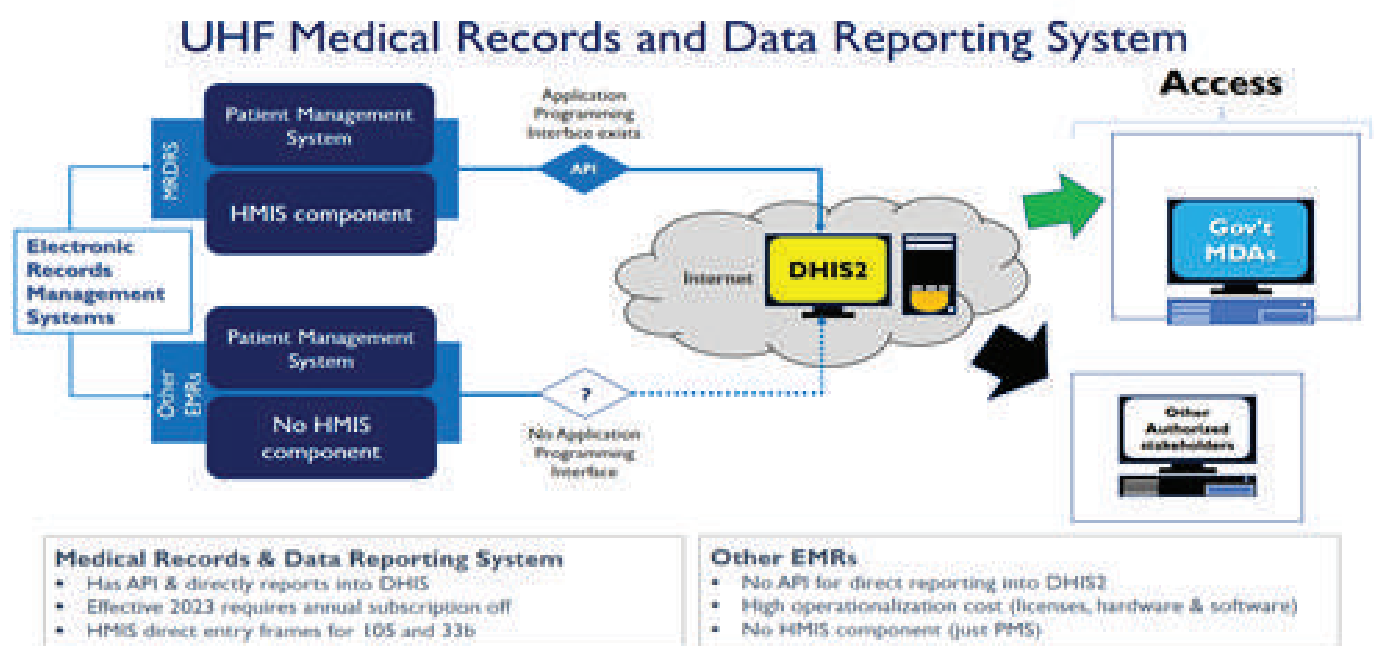 UHF Medical Records and Data Reporting System
Access
Patient Management
System
HMIS component
MRDRS
Application
Programming
Interface exists
API
Electronic
Records
Management
Systems
Internet
DHIS2
Gov't
MDAs
Patient Management
System
No HMIS
component
Other
EMRs
?
No Application
Programming
Interface
Other
Authorized
stakeholders
Medical Records & Data Reporting System
• Has API & directly reports into DHIS
• Effective 2023 requires annual subscription off
• HMIS direct entry frames for 105 and 33b
Other EMRs
• No API for direct reporting into DHIS2
• High operationalization cost (licenses, hardware & software)
• No HMIS component (just PMS)